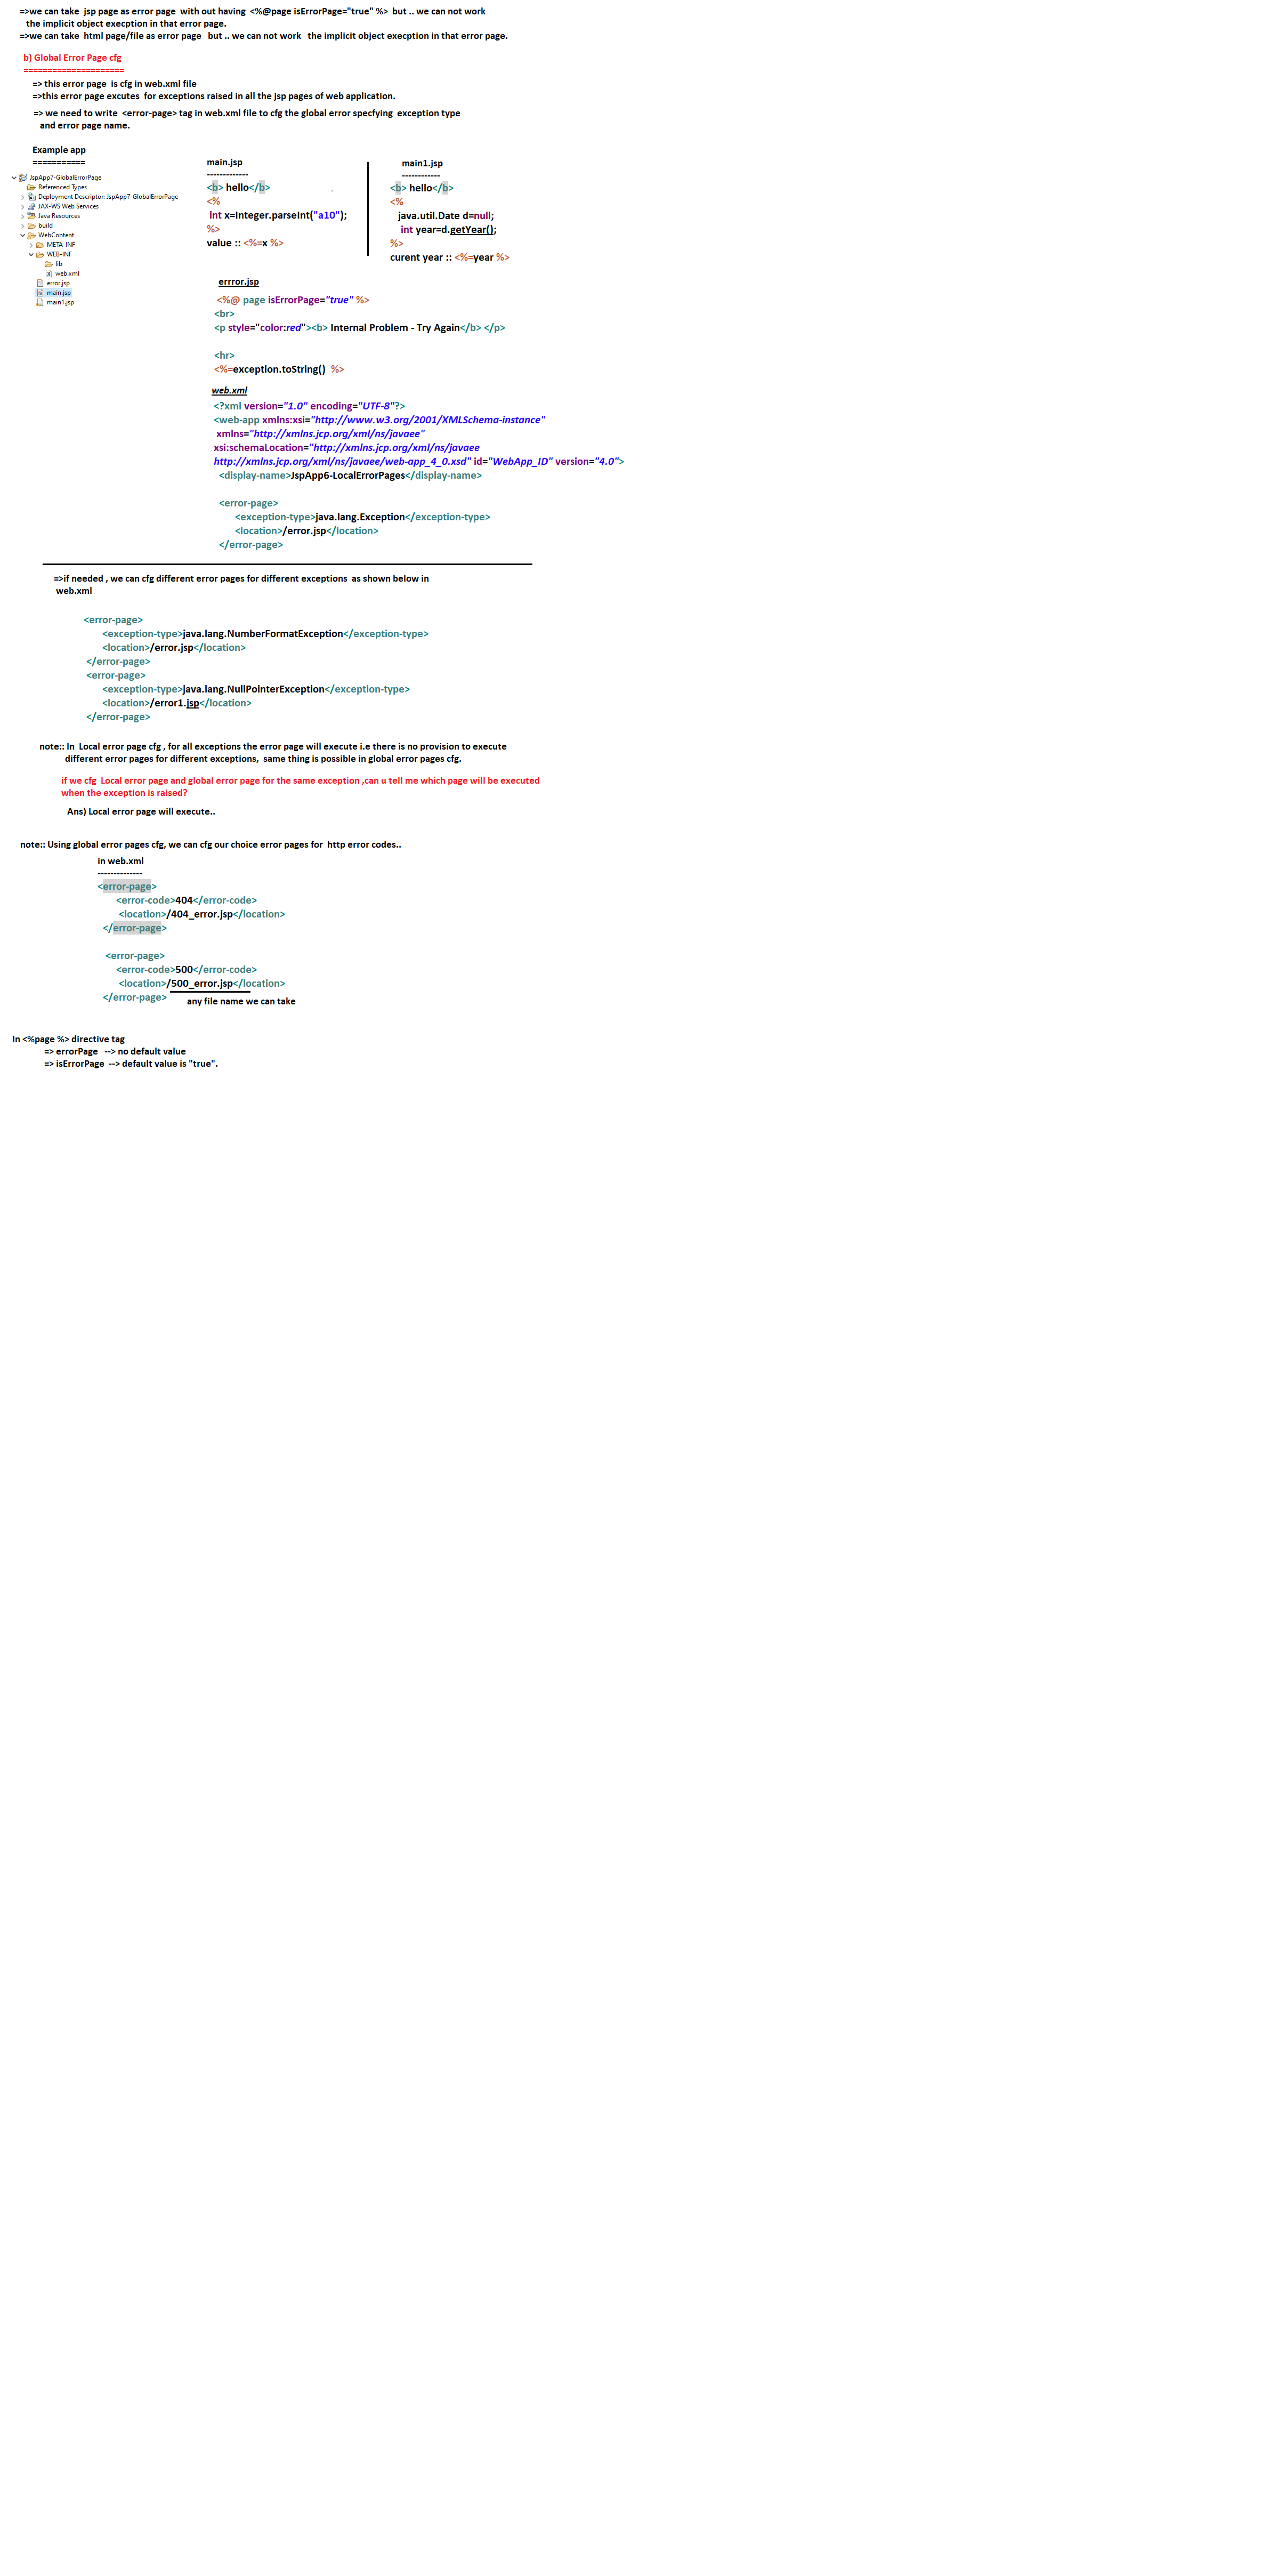 =>we can take  jsp page as error page  with out having  <%@page isErrorPage="true" %>  but .. we can not work
the implicit object execption in that error page.
=>we can take  html page/file as error page   but .. we can not work   the implicit object execption in that error page.
b) Global Error Page cfg
=====================
=> this error page  is cfg in web.xml file
=>this error page excutes  for exceptions raised in all the jsp pages of web application.
=> we need to write  <error-page> tag in web.xml file to cfg the global error specfying  exception type
and error page name.
Example app
===========
JspApp7-GlobalErrorPage
Referenced Types
Deployment Descriptor: JspApp7-GlobalErrorPage
JAX-WS Web Services
Java Resources
build
WebContent
META-INF
WEB-INF
lib
web.xml
error.jsp
main.jsp
main1.jsp
main.jsp
-------------
<b> hello</b>
<%
int x=Integer.parseInt("a10");
%>
value :: <%=x %>
main1.jsp
------------
<b> hello</b>
<%
java.util.Date d=null;
int year=d.getYear();
%>
curent year :: <%=year %>
errror.jsp
<%@ page isErrorPage="true" %>
<br>
<p style="color:red"><b> Internal Problem - Try Again</b> </p>
<hr>
<%=exception.toString()  %>
web.xml
<?xml version="1.0" encoding="UTF-8"?>
<web-app xmlns:xsi="http://www.w3.org/2001/XMLSchema-instance"
xmlns="http://xmlns.jcp.org/xml/ns/javaee"
xsi:schemaLocation="http://xmlns.jcp.org/xml/ns/javaee
http://xmlns.jcp.org/xml/ns/javaee/web-app_4_0.xsd" id="WebApp_ID" version="4.0">
<display-name>JspApp6-LocalErrorPages</display-name>
<error-page>
<exception-type>java.lang.Exception</exception-type>
<location>/error.jsp</location>
</error-page>
=>if needed , we can cfg different error pages for different exceptions  as shown below in
web.xml
<error-page>
<exception-type>java.lang.NumberFormatException</exception-type>
<location>/error.jsp</location>
</error-page>
<error-page>
<exception-type>java.lang.NullPointerException</exception-type>
<location>/error1.jsp</location>
</error-page>
note:: In  Local error page cfg , for all exceptions the error page will execute i.e there is no provision to execute
different error pages for different exceptions,  same thing is possible in global error pages cfg.
if we cfg  Local error page and global error page for the same exception ,can u tell me which page will be executed
when the exception is raised?
Ans) Local error page will execute..
note:: Using global error pages cfg, we can cfg our choice error pages for  http error codes..
in web.xml
--------------
<error-page>
<error-code>404</error-code>
<location>/404_error.jsp</location>
</error-page>
<error-page>
<error-code>500</error-code>
<location>/500_error.jsp</location>
</error-page>
any file name we can take
In <%page %> directive tag
=> errorPage   --> no default value
=> isErrorPage  --> default value is "true".